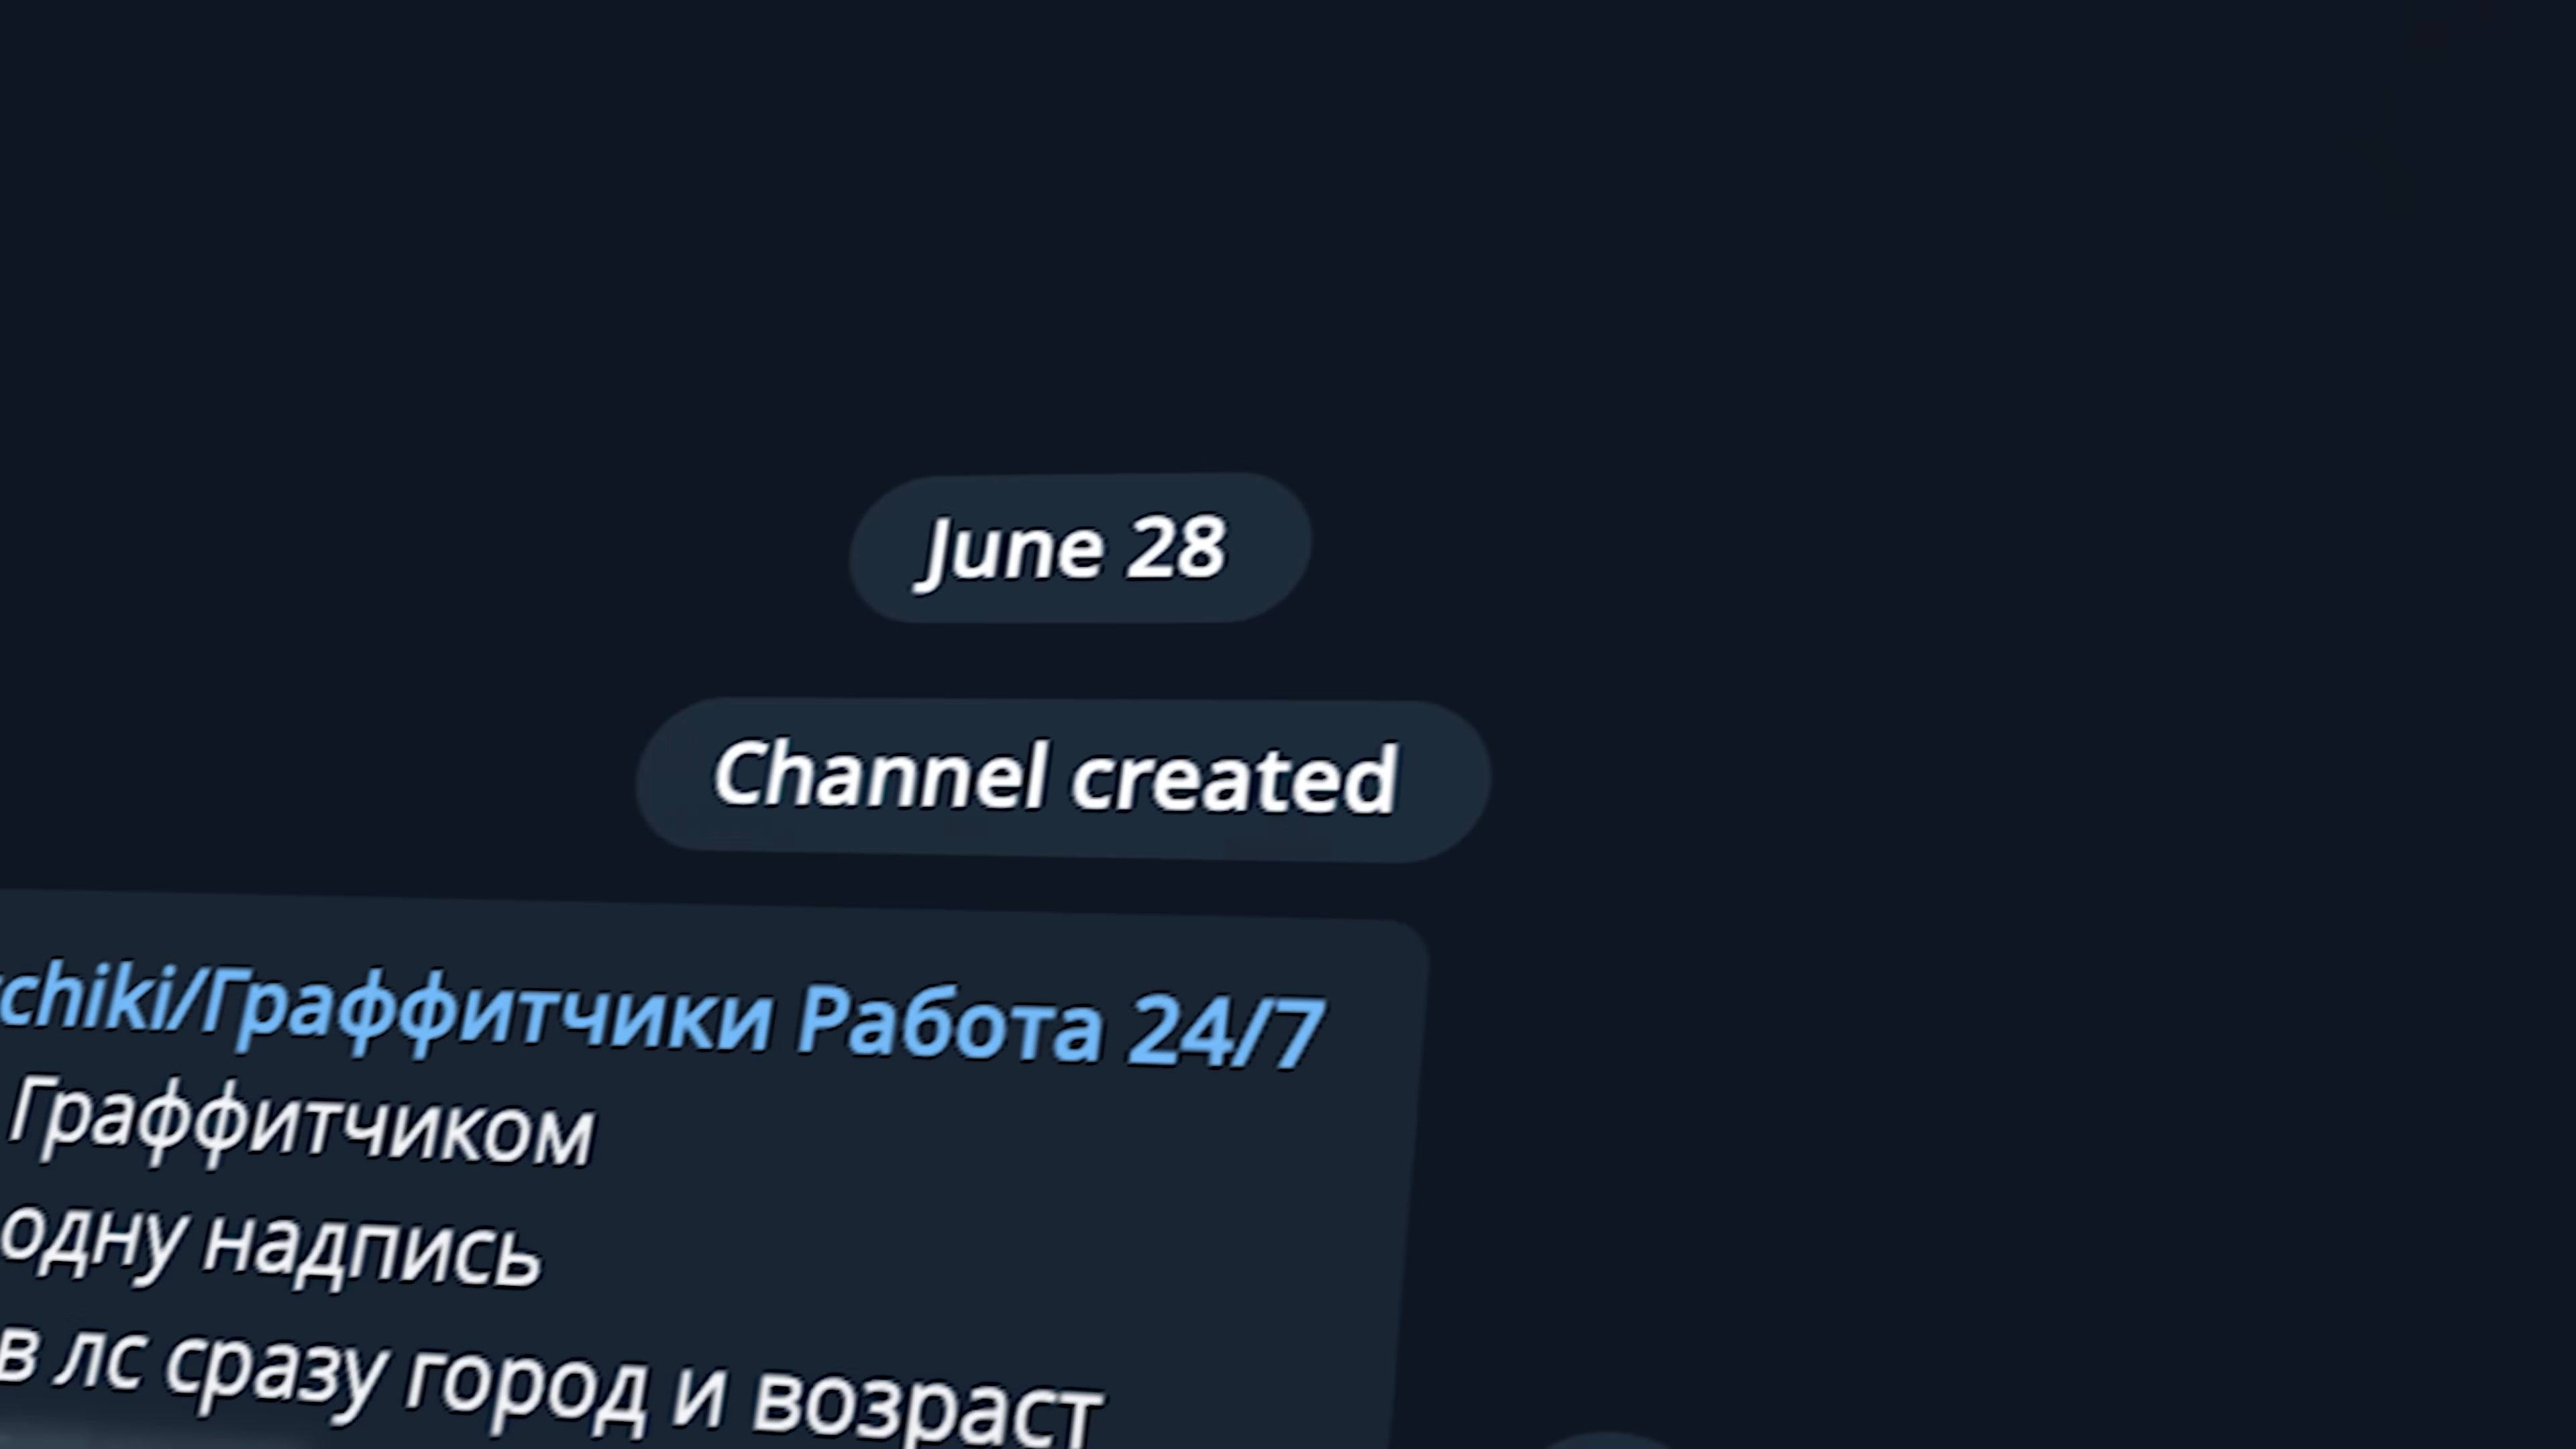 June 28
Channel created
chiki/Граффитчики Работа 24/7
Граффитчиком
одну надпись
в лс сразу город и возраст